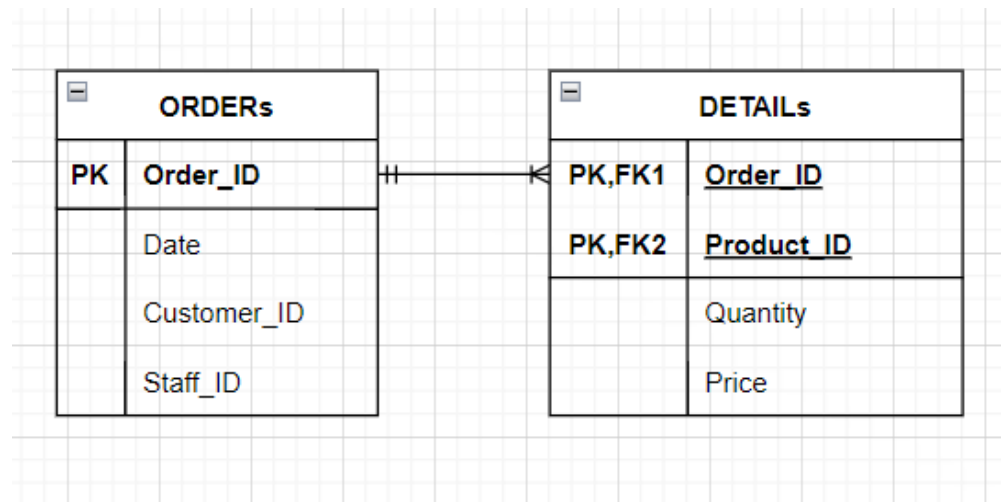 ORDERs
PK Order_ID
Date
Customer_ID
Staff_ID
DETAILs
PK,FK1 Order_ID
PK,FK2 Product_ID
Quantity
Price